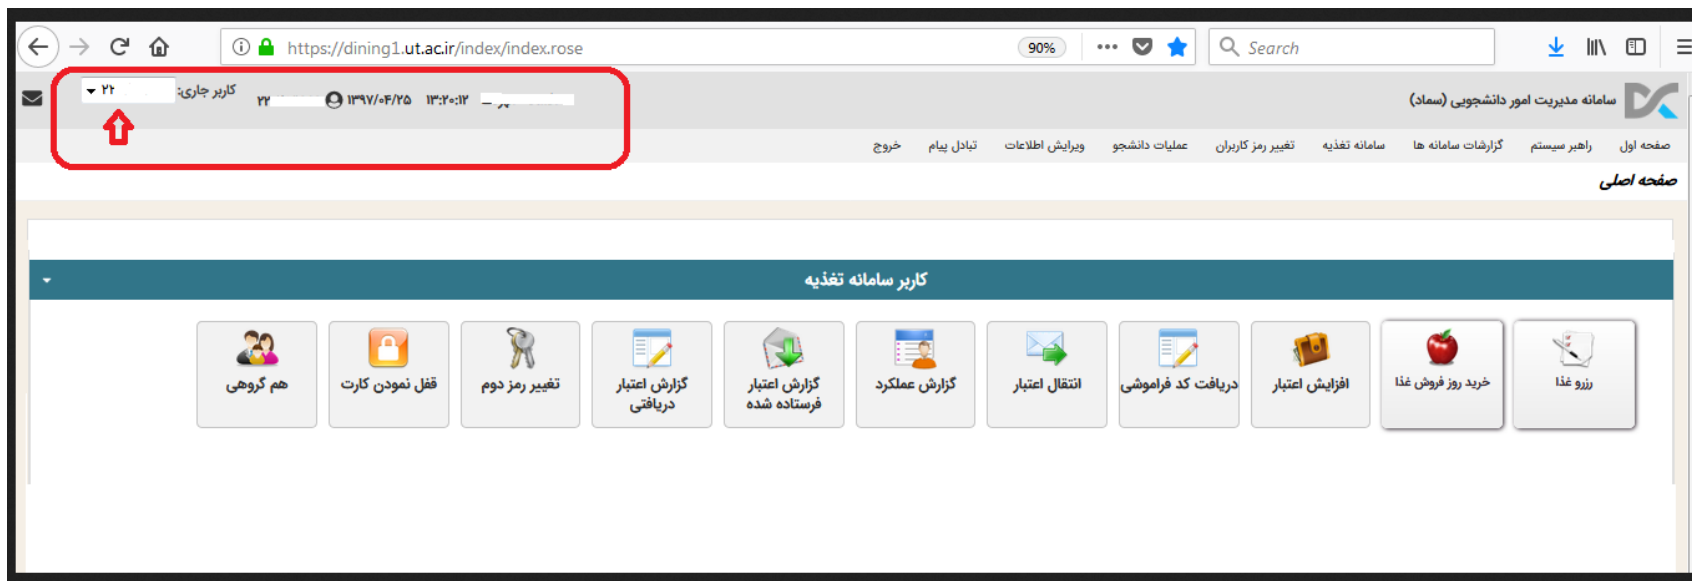 https://dining1.ut.ac.ir/index/index.rose
90%
Search
سامانه مدیریت امور دانشجویی (سماد)
۱۳:۲۰:۱۲
۱۳۹۷/۰۴/۲۵
۲۲
کاربر جاری:
۲۲
صفحه اول راهبر سیستم گزارشات سامانه ها سامانه تغذیه تغییر رمز کاربران عملیات دانشجو ویرایش اطلاعات تبادل پیام خروج
صفحه اصلی
کاربر سامانه تغذیه
رزرو غذا
خرید روز فروش غذا
افزایش اعتبار
دریافت کد فراموشی
انتقال اعتبار
گزارش عملکرد
گزارش اعتبار
فرستاده شده
گزارش اعتبار
دریافتی
تغییر رمز دوم
قفل نمودن کارت
هم گروهی